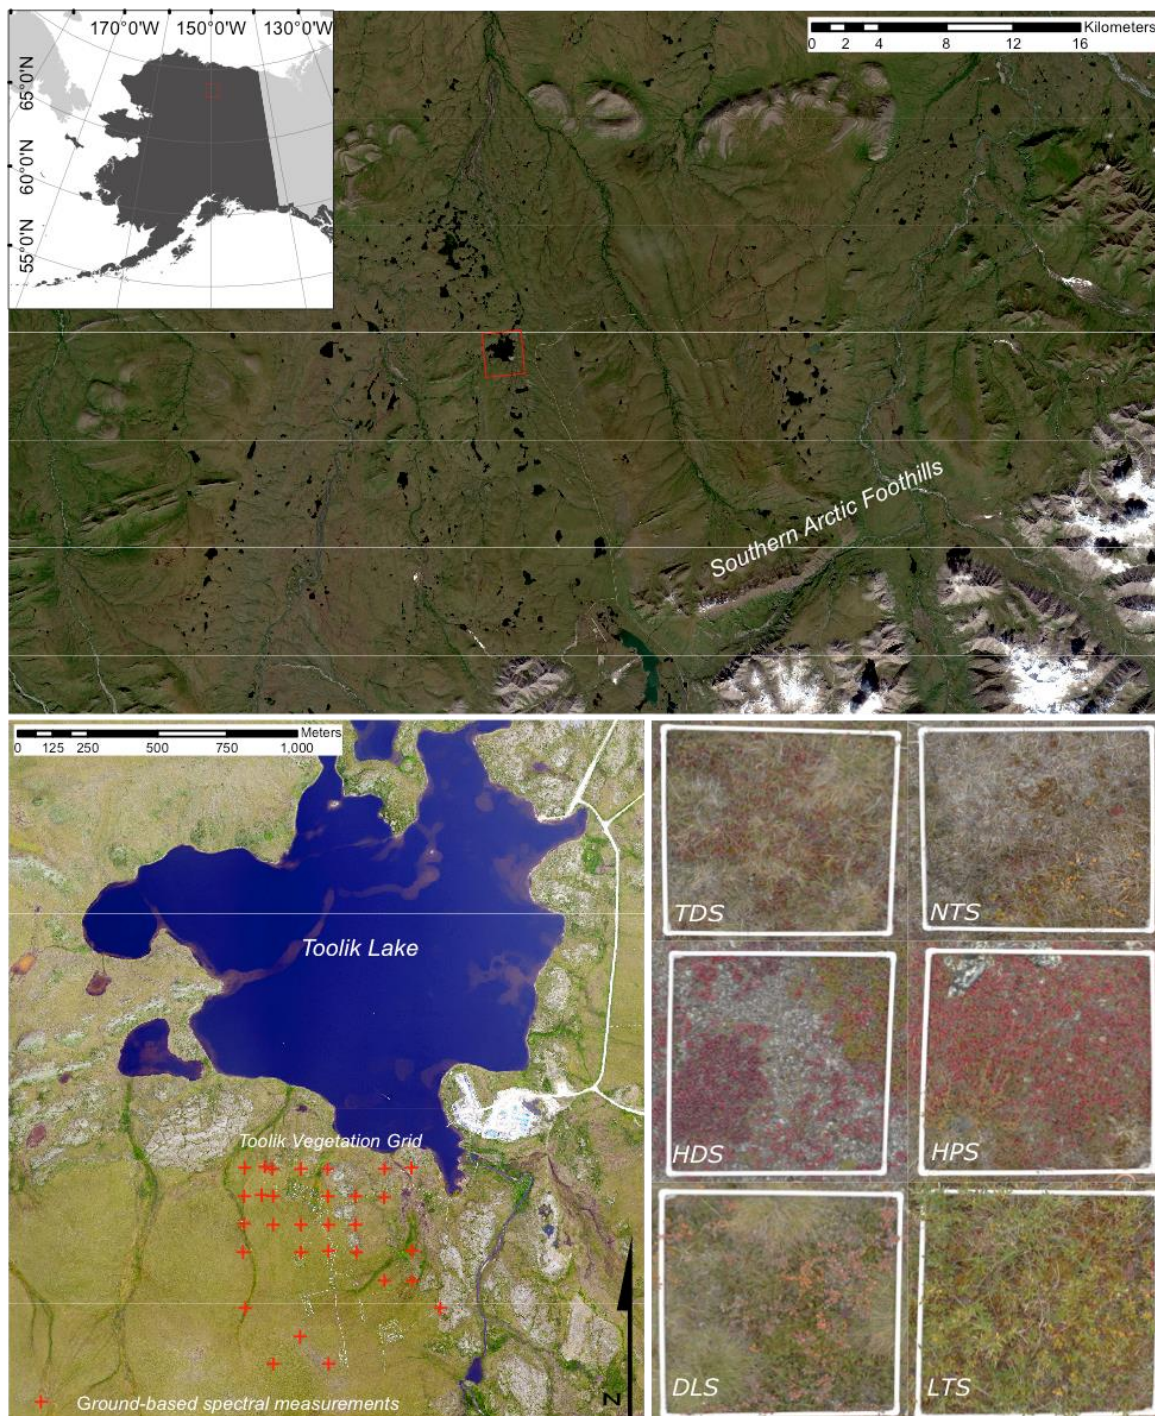 170°0'W 150°0'W 130°0'W
65°0'N
60°0'N
55°0'N
Kilometers
0 2 4 8 12 16
Southern Arctic Foothills
Meters
0 125 250 500 750 1,000
Toolik Lake
Toolik Vegetation Grid
N
Ground-based spectral measurements
TDS
NTS
HDS
HPS
DLS
LTS